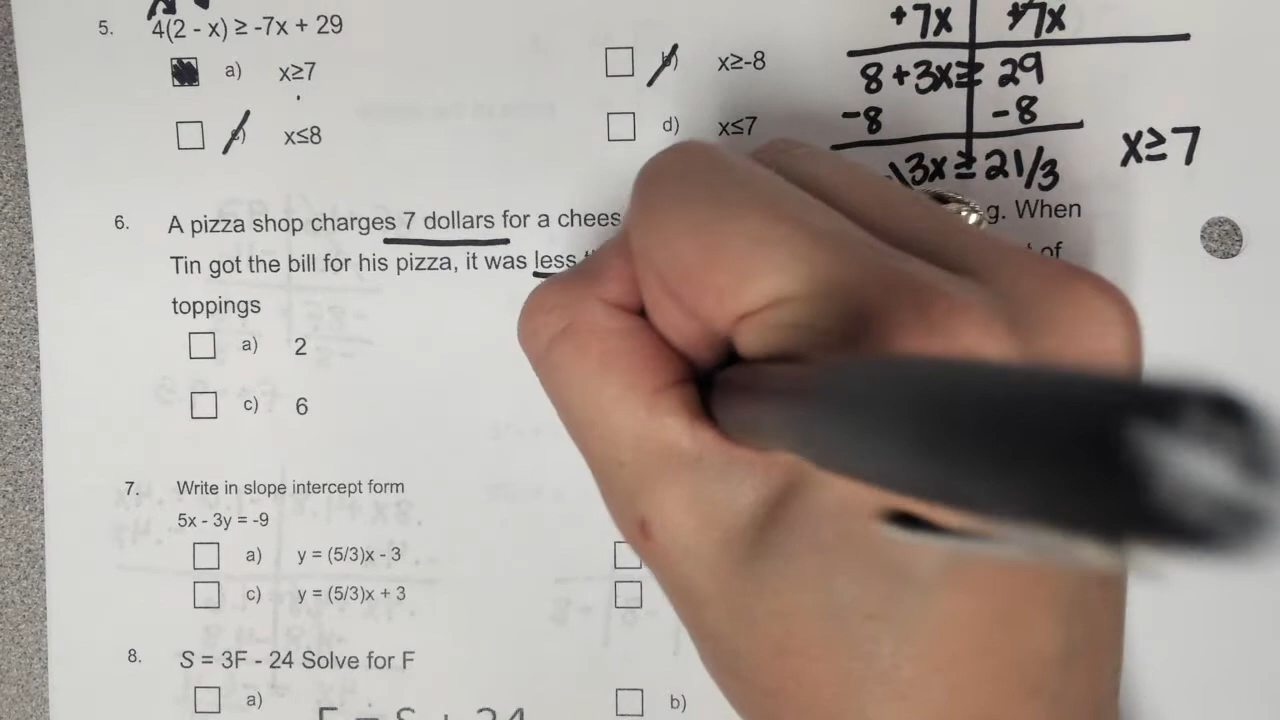 +7x +7x
5. 4(2 - x) ≥ -7x + 29
a) x≥7
x≥-8
8+3x≥ 29
-8 -8
x≤8
d) x≤7
3x ≥ 21/3
x≥7
6. A pizza shop charges 7 dollars for a g. When
Tin got the bill for his pizza, it was less of
toppings
a) 2
c) 6
7. Write in slope intercept form
5x - 3y = -9
a) y = (5/3)x - 3
c) y = (5/3)x + 3
8. S = 3F - 24 Solve for F
a)
b)